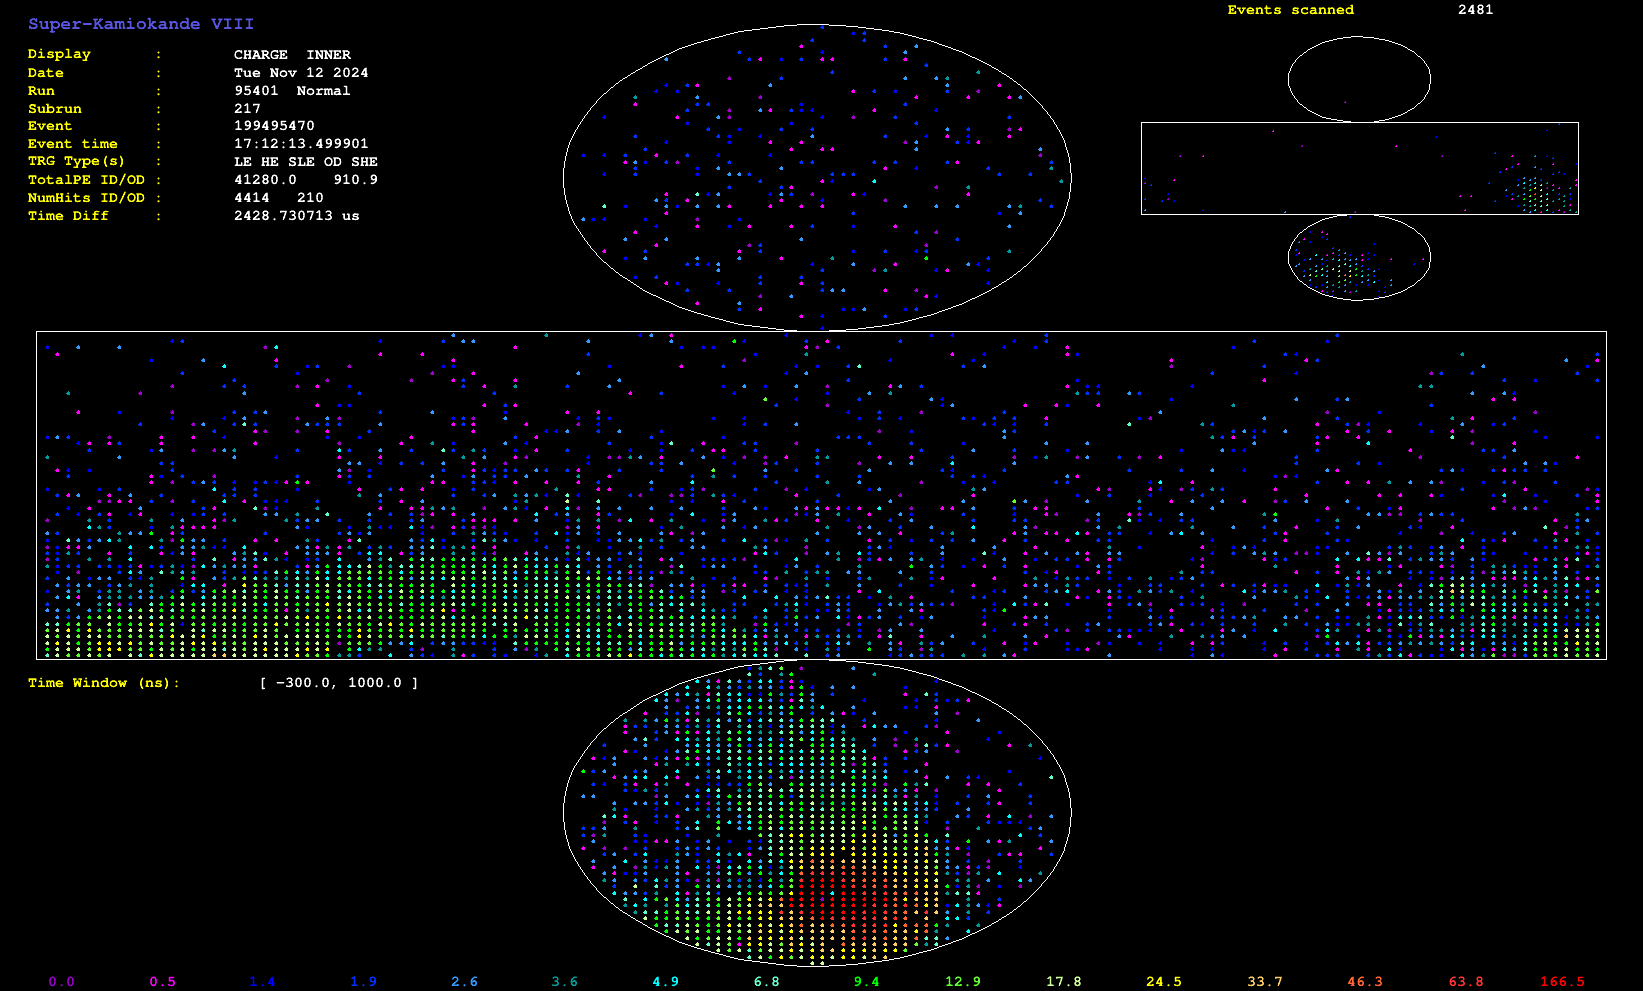 Super-Kamiokande VIII
Events scanned 2481
Display : CHARGE INNER
Date : Tue Nov 12 2024
Run : 95401 Normal
Subrun : 217
Event : 199495470
Event time : 17:12:13.499901
TRG Type(s) : LE HE SLE OD SHE
TotalPE ID/OD : 41280.0 910.9
NumHits ID/OD : 4414 210
Time Diff : 2428.730713 us
Time Window (ns): [ -300.0, 1000.0 ]
0.0 0.5 1.4 1.9 2.6 3.6 4.9 6.8 9.4 12.9 17.8 24.5 33.7 46.3 63.8 166.5